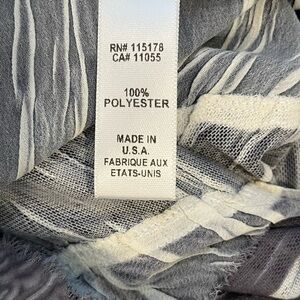 RN# 115178
CA# 11055
100%
POLYESTER
MADE IN
U.S.A.
FABRIQUE AUX
ETATS-UNIS